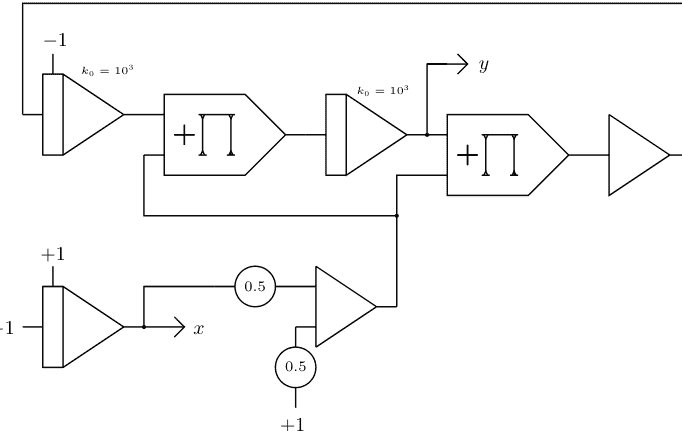 −1
k₀ = 10³
k₀ = 10³
y
+∏
+∏
+1
−1
0.5
x
0.5
+1